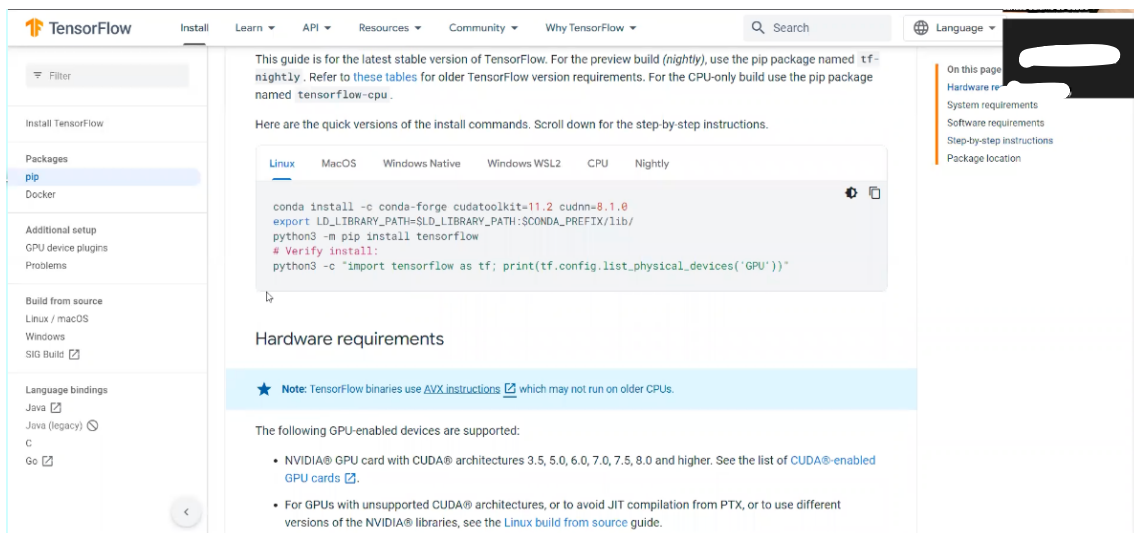 TensorFlow
Install
Learn
API
Resources
Community
Why TensorFlow
Search
Language
Filter
Install TensorFlow
Packages
pip
Docker
Additional setup
GPU device plugins
Problems
Build from source
Linux / macOS
Windows
SIG Build
Language bindings
Java
Java (legacy)
C
Go
This guide is for the latest stable version of TensorFlow. For the preview build (nightly), use the pip package named tf-
nightly. Refer to these tables for older TensorFlow version requirements. For the CPU-only build use the pip package
named tensorflow-cpu.
Here are the quick versions of the install commands. Scroll down for the step-by-step instructions.
Linux
MacOS
Windows Native
Windows WSL2
CPU
Nightly
conda install -c conda-forge cudatoolkit=11.2 cudnn=8.1.0
export LD_LIBRARY_PATH=$LD_LIBRARY_PATH:$CONDA_PREFIX/lib/
python3 -m pip install tensorflow
# Verify install:
python3 -c "import tensorflow as tf; print(tf.config.list_physical_devices('GPU'))"
Hardware requirements
Note: TensorFlow binaries use AVX instructions which may not run on older CPUs.
The following GPU-enabled devices are supported:
• NVIDIA® GPU card with CUDA® architectures 3.5, 5.0, 6.0, 7.0, 7.5, 8.0 and higher. See the list of CUDA®-enabled
GPU cards.
• For GPUs with unsupported CUDA® architectures, or to avoid JIT compilation from PTX, or to use different
versions of the NVIDIA® libraries, see the Linux build from source guide.
On this page
Hardware re
System requirements
Software requirements
Step-by-step instructions
Package location